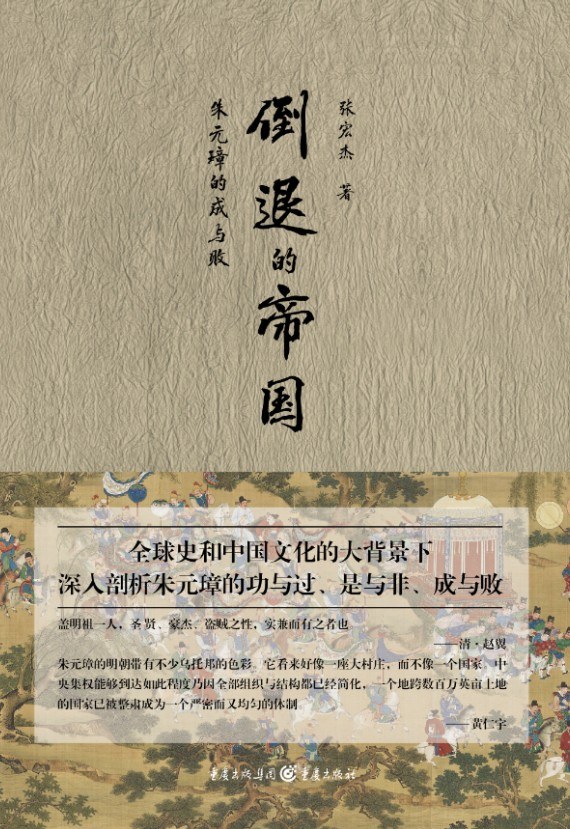 张宏杰 著
倒退的帝国
朱元璋的成与败
全球史和中国文化的大背景下
深入剖析朱元璋的功与过、是与非、成与败
盖明祖一人，圣贤、豪杰、盗贼之性，实兼而有之者也
——清·赵翼
朱元璋的明朝带有不少乌托邦的色彩。它看来好像一座大村庄，而不像一个国家。中
央集权能够到达如此程度乃因全部组织与结构都已经简化，一个地跨数百万英亩土地
的国家已被整肃成为一个严密而又均匀的体制
——黄仁宇
重庆出版集团 重庆出版社